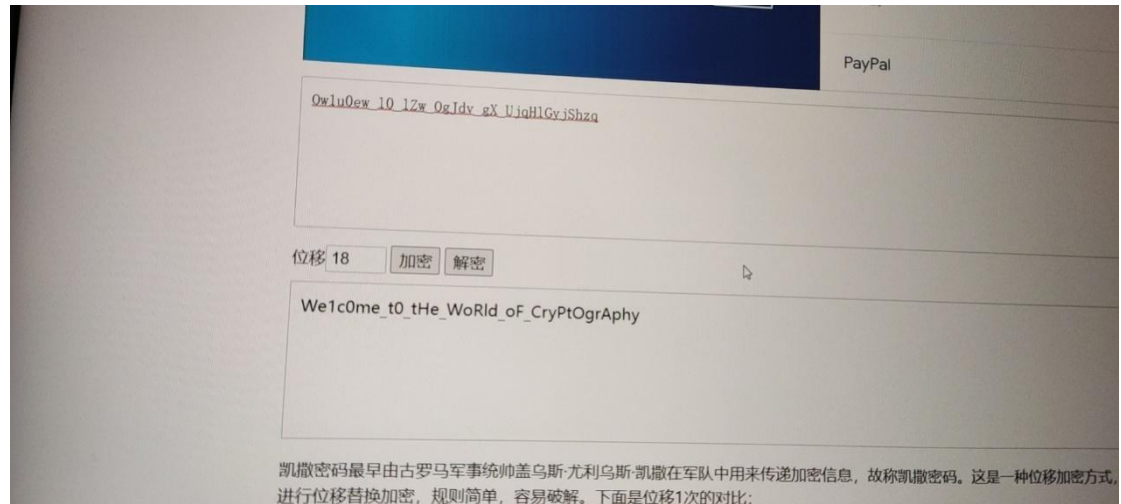 PayPal
Ow1u0ew_l0_lZw_OgJdv_gX_UjqHlGyjShzq
位移 18 加密 解密
We1c0me_t0_tHe_WoRld_oF_CryPtOgrAphy
凯撒密码最早由古罗马军事统帅盖乌斯·尤利乌斯·凯撒在军队中用来传递加密信息，故称凯撒密码。这是一种位移加密方式，
进行位移替换加密，规则简单，容易破解。下面是位移1次的对比：